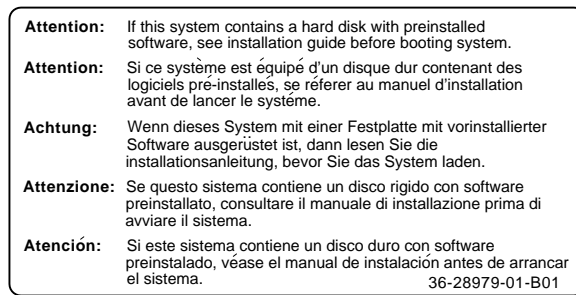 Attention: If this system contains a hard disk with preinstalled
software, see installation guide before booting system.
Attention: Si ce système est équipé d'un disque dur contenant des
logiciels pré-installés, se réferer au manuel d'installation
avant de lancer le systéme.
Achtung: Wenn dieses System mit einer Festplatte mit vorinstallierter
Software ausgerüstet ist, dann lesen Sie die
installationsanleitung, bevor Sie das System laden.
Attenzione: Se questo sistema contiene un disco rigido con software
preinstallato, consultare il manuale di installazione prima di
avviare il sistema.
Atención: Si este sistema contiene un disco duro con software
preinstalado, véase el manual de instalación antes de arrancar
el sistema. 36-28979-01-B01